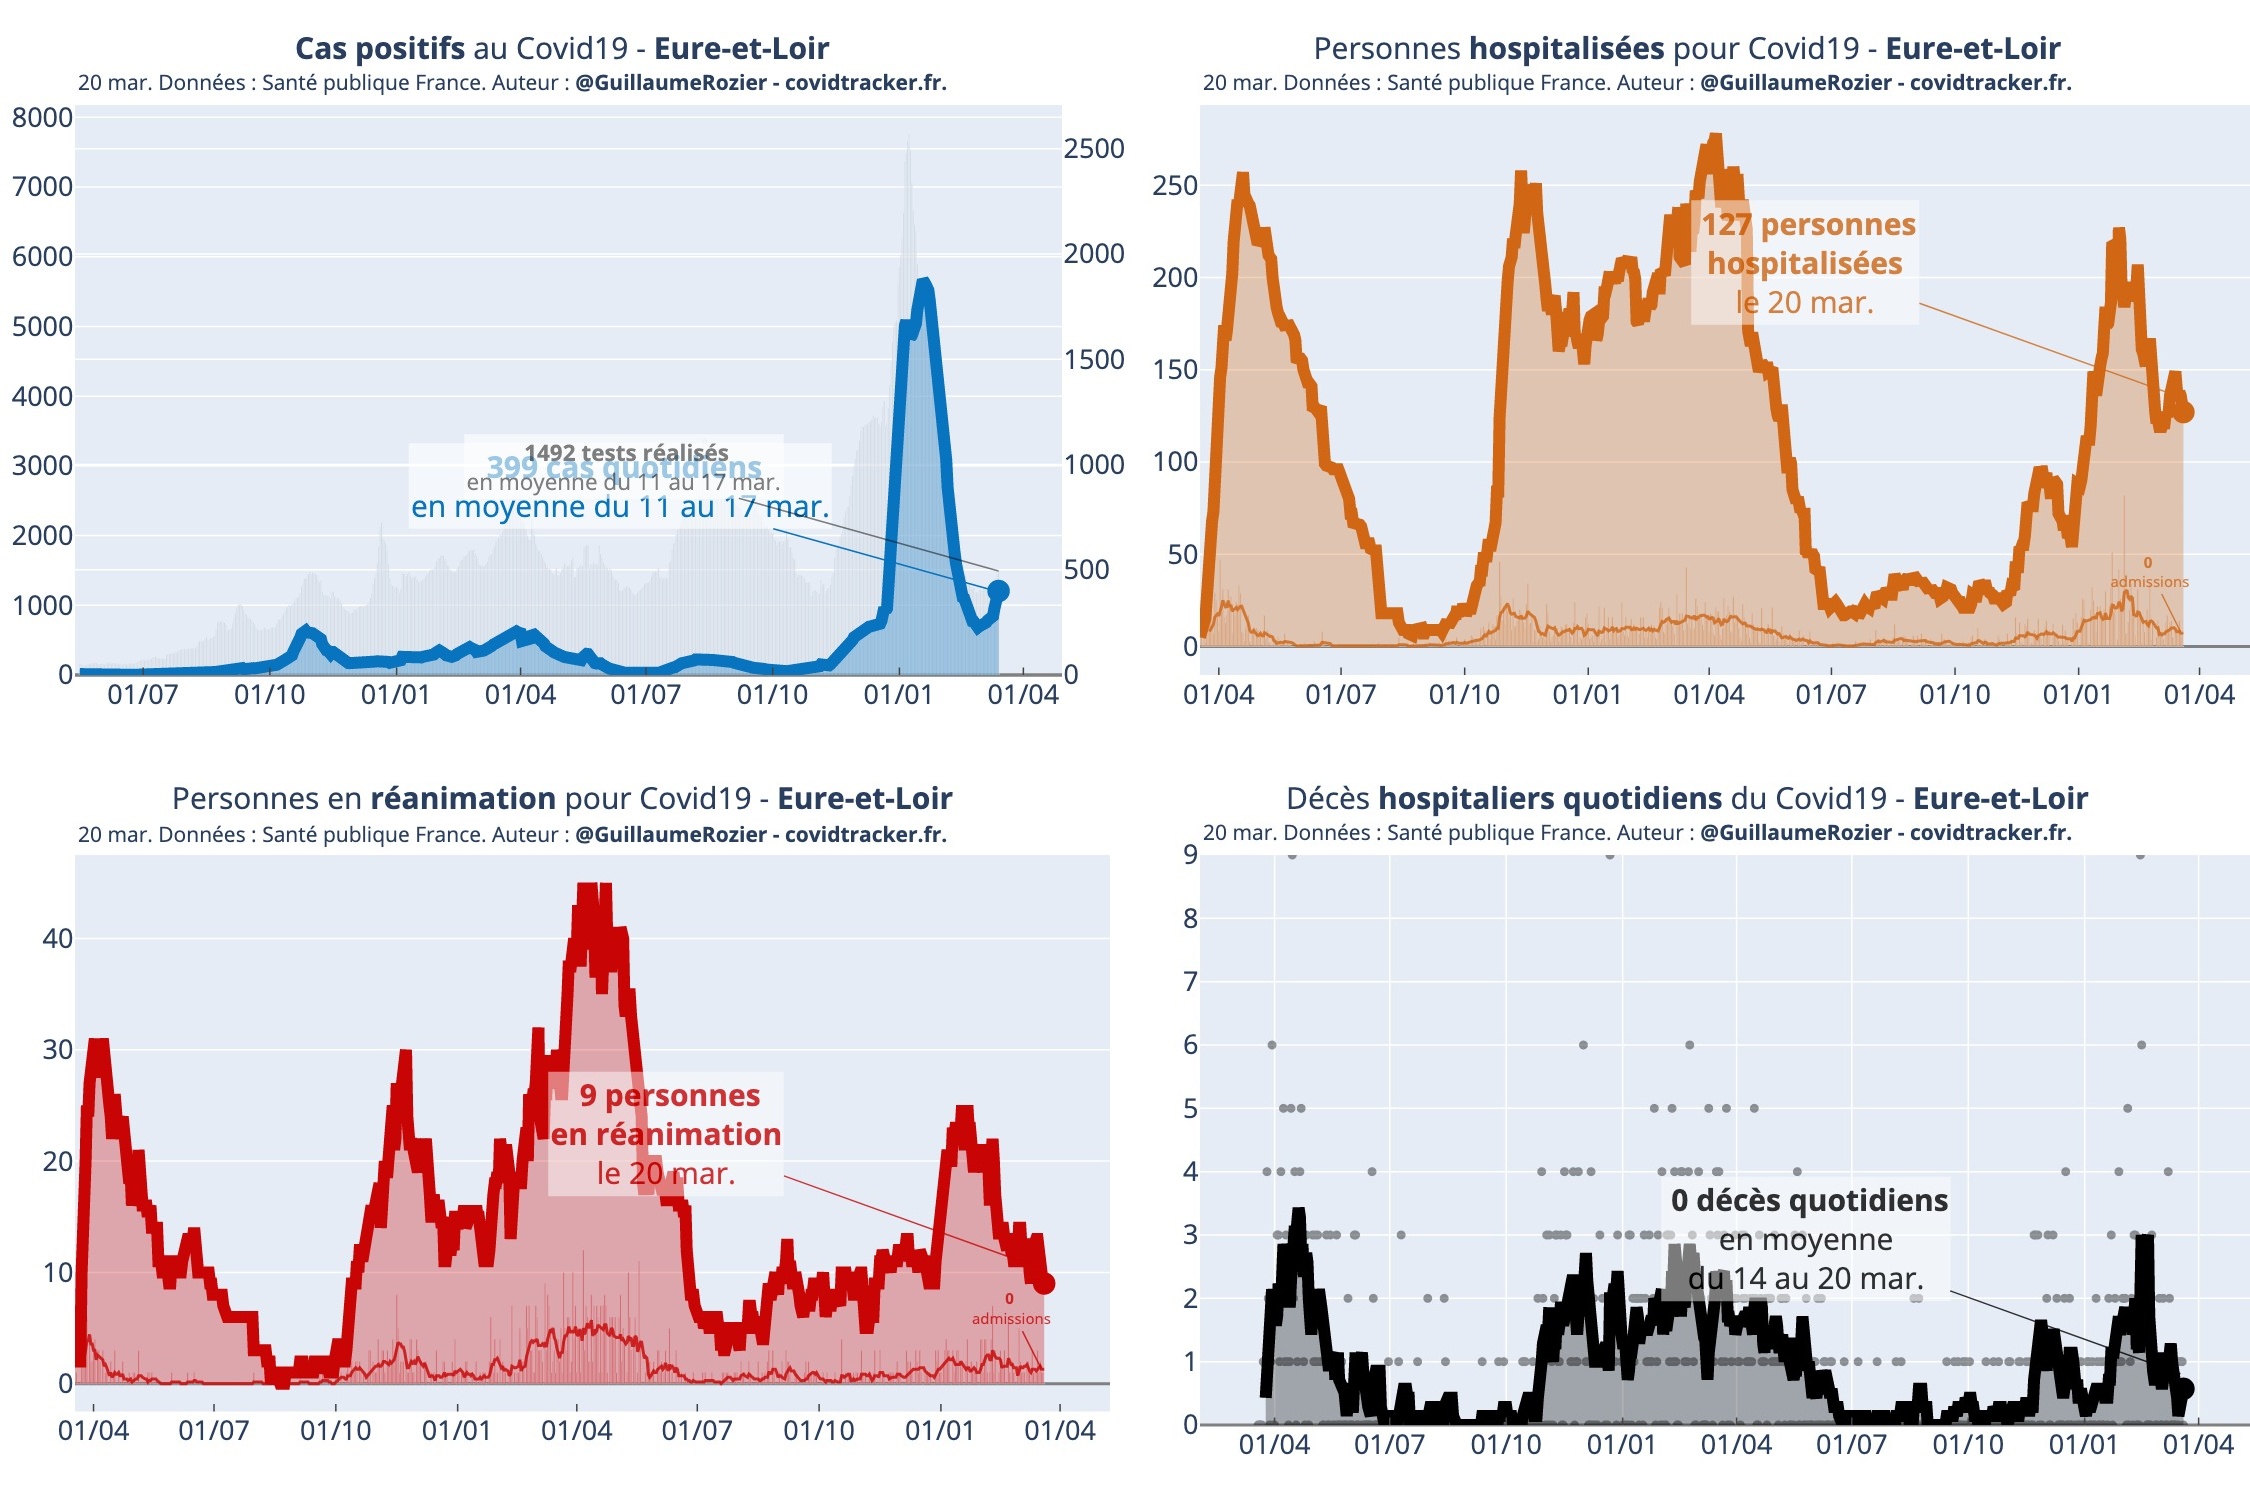 Cas positifs au Covid19 - Eure-et-Loir
20 mar. Données : Santé publique France. Auteur : @GuillaumeRozier - covidtracker.fr.
8000
7000
6000
5000
4000
3000
2000
1000
0
2500
2000
1500
1000
500
0
1492 tests réalisés
399 cas quotidiens
en moyenne du 11 au 17 mar.
en moyenne du 11 au 17 mar.
01/07 01/10 01/01 01/04 01/07 01/10 01/01 01/04
Personnes hospitalisées pour Covid19 - Eure-et-Loir
20 mar. Données : Santé publique France. Auteur : @GuillaumeRozier - covidtracker.fr.
250
200
150
100
50
0
127 personnes
hospitalisées
le 20 mar.
0
admissions
01/04 01/07 01/10 01/01 01/04 01/07 01/10 01/01 01/04
Personnes en réanimation pour Covid19 - Eure-et-Loir
20 mar. Données : Santé publique France. Auteur : @GuillaumeRozier - covidtracker.fr.
40
30
20
10
0
9 personnes
en réanimation
le 20 mar.
0
admissions
01/04 01/07 01/10 01/01 01/04 01/07 01/10 01/01 01/04
Décès hospitaliers quotidiens du Covid19 - Eure-et-Loir
20 mar. Données : Santé publique France. Auteur : @GuillaumeRozier - covidtracker.fr.
9
8
7
6
5
4
3
2
1
0
0 décès quotidiens
en moyenne
du 14 au 20 mar.
01/04 01/07 01/10 01/01 01/04 01/07 01/10 01/01 01/04